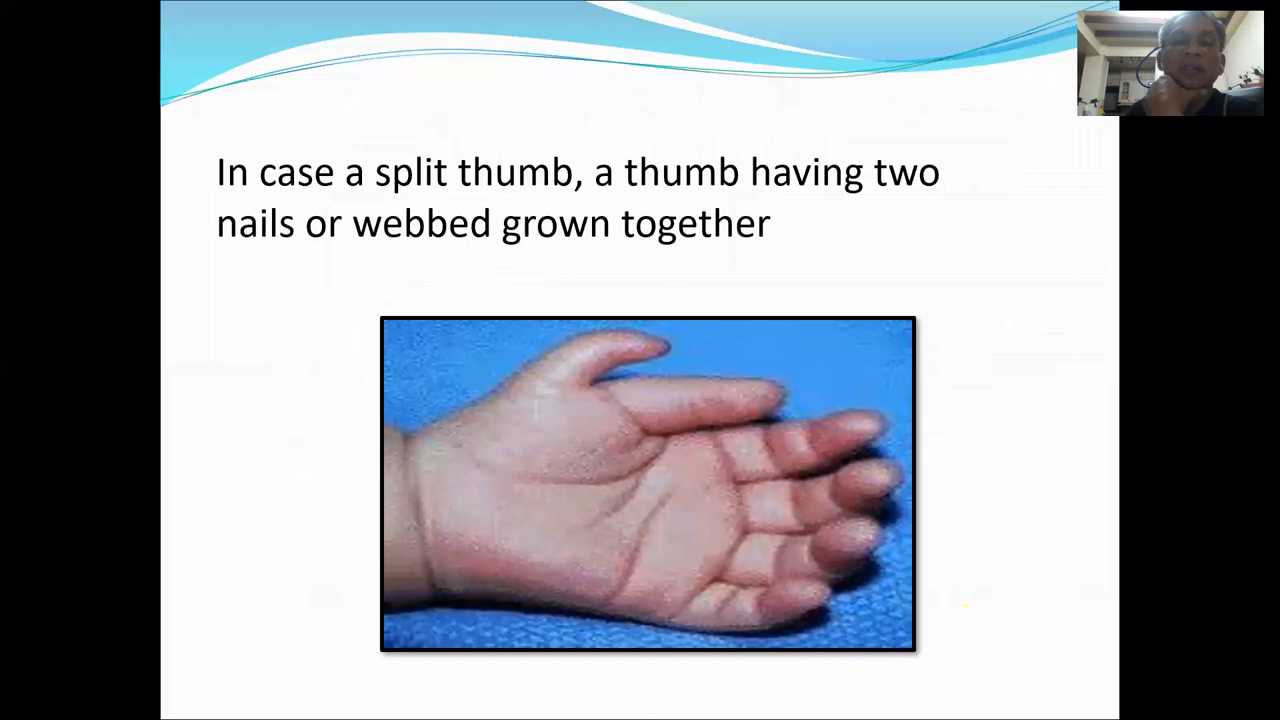 In case a split thumb, a thumb having two
nails or webbed grown together